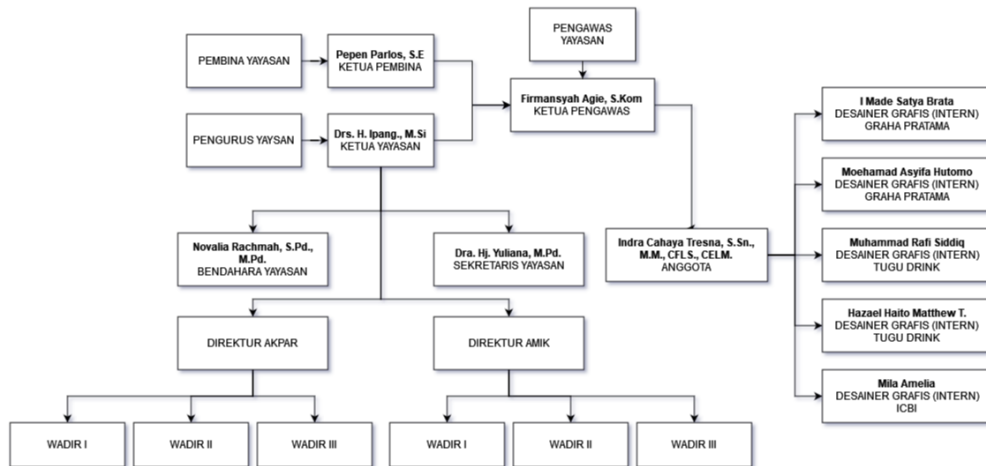 PENGAWAS
YAYASAN
PEMBINA YAYASAN
Pepen Parlos, S.E
KETUA PEMBINA
Firmansyah Agie, S.Kom
KETUA PENGAWAS
PENGURUS YAYSAN
Drs. H. Ipang., M.Si
KETUA YAYASAN
I Made Satya Brata
DESAINER GRAFIS (INTERN)
GRAHA PRATAMA
Moehamad Asyifa Hutomo
DESAINER GRAFIS (INTERN)
GRAHA PRATAMA
Novalia Rachmah, S.Pd.,
M.Pd.
BENDAHARA YAYASAN
Dra. Hj. Yuliana, M.Pd.
SEKRETARIS YAYASAN
Indra Cahaya Tresna, S.Sn.,
M.M., CFLS., CELM.
ANGGOTA
Muhammad Rafi Siddiq
DESAINER GRAFIS (INTERN)
TUGU DRINK
Hazael Haito Matthew T.
DESAINER GRAFIS (INTERN)
TUGU DRINK
DIREKTUR AKPAR
DIREKTUR AMIK
Mila Amelia
DESAINER GRAFIS (INTERN)
ICBI
WADIR I
WADIR II
WADIR III
WADIR I
WADIR II
WADIR III